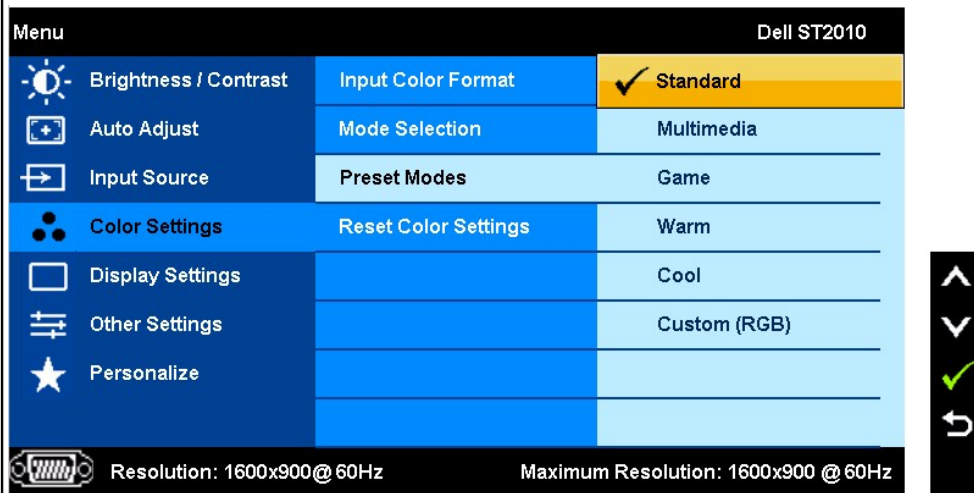 Menu Dell ST2010
Brightness / Contrast Input Color Format Standard
Auto Adjust Mode Selection Multimedia
Input Source Preset Modes Game
Color Settings Reset Color Settings Warm
Display Settings Cool
Other Settings Custom (RGB)
Personalize
Resolution: 1600x900@60Hz Maximum Resolution: 1600x900 @60Hz